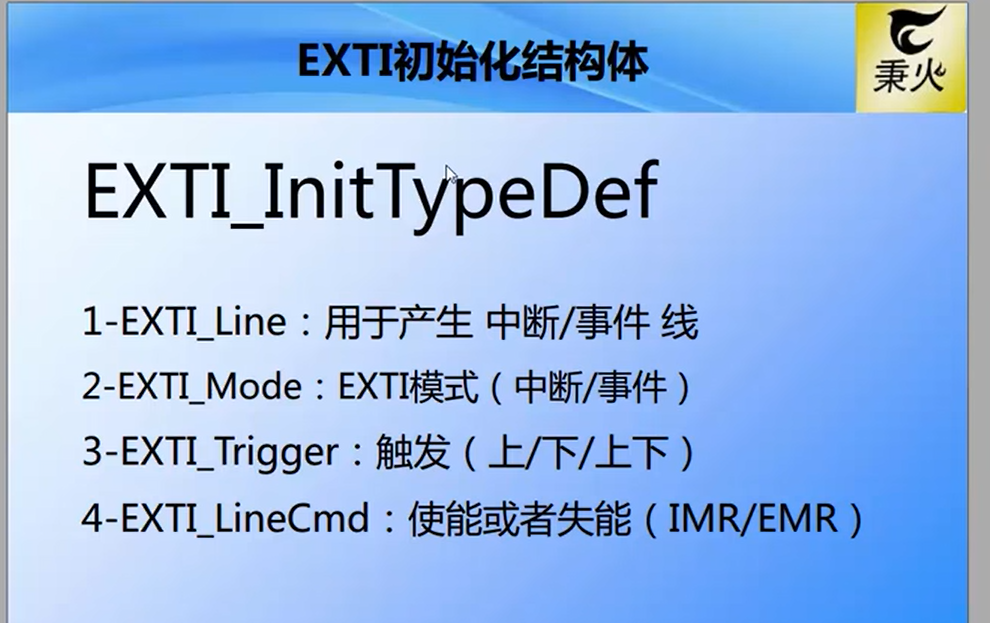 EXTI初始化结构体
秉火
EXTI_InitTypeDef
1-EXTI_Line：用于产生 中断/事件 线
2-EXTI_Mode：EXTI模式（中断/事件）
3-EXTI_Trigger：触发（上/下/上下）
4-EXTI_LineCmd：使能或者失能（IMR/EMR）